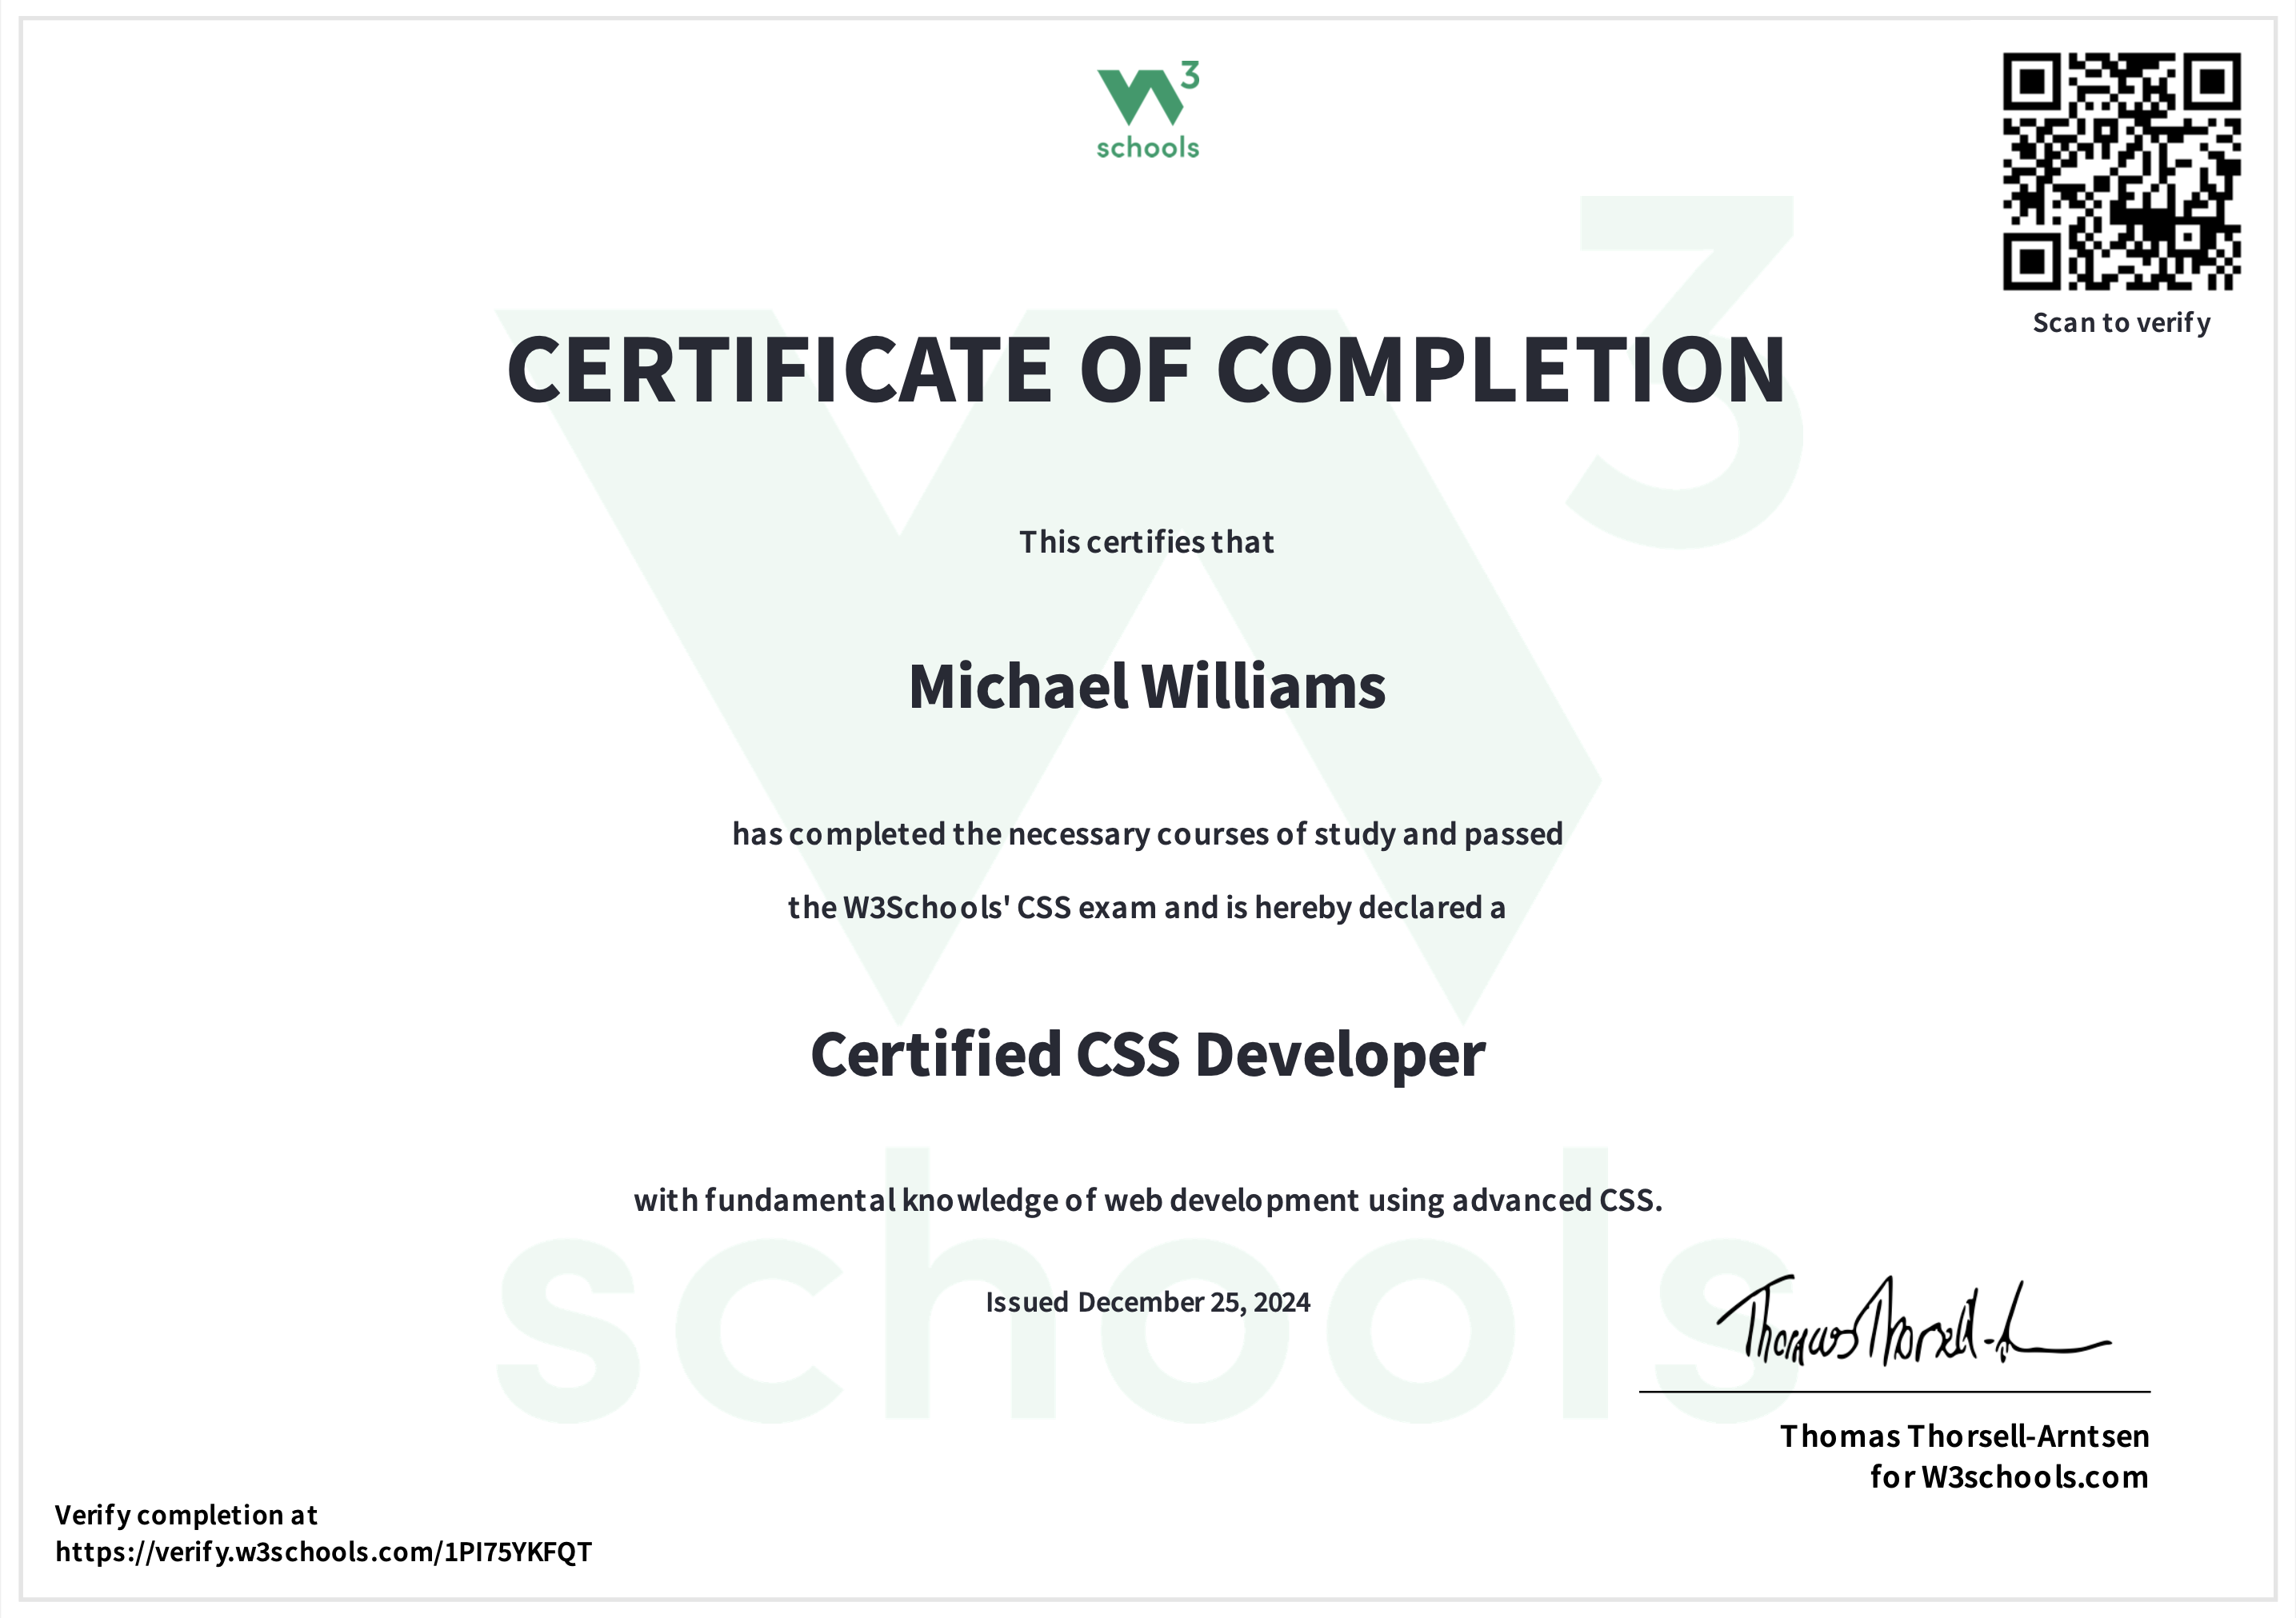 W3
schools
Scan to verify
CERTIFICATE OF COMPLETION
This certifies that
Michael Williams
has completed the necessary courses of study and passed
the W3Schools' CSS exam and is hereby declared a
Certified CSS Developer
with fundamental knowledge of web development using advanced CSS.
Issued December 25, 2024
Thomas Thorsell-A
Thomas Thorsell-Arntsen
for W3schools.com
Verify completion at
https://verify.w3schools.com/1PI75YKFQT
W3
schools